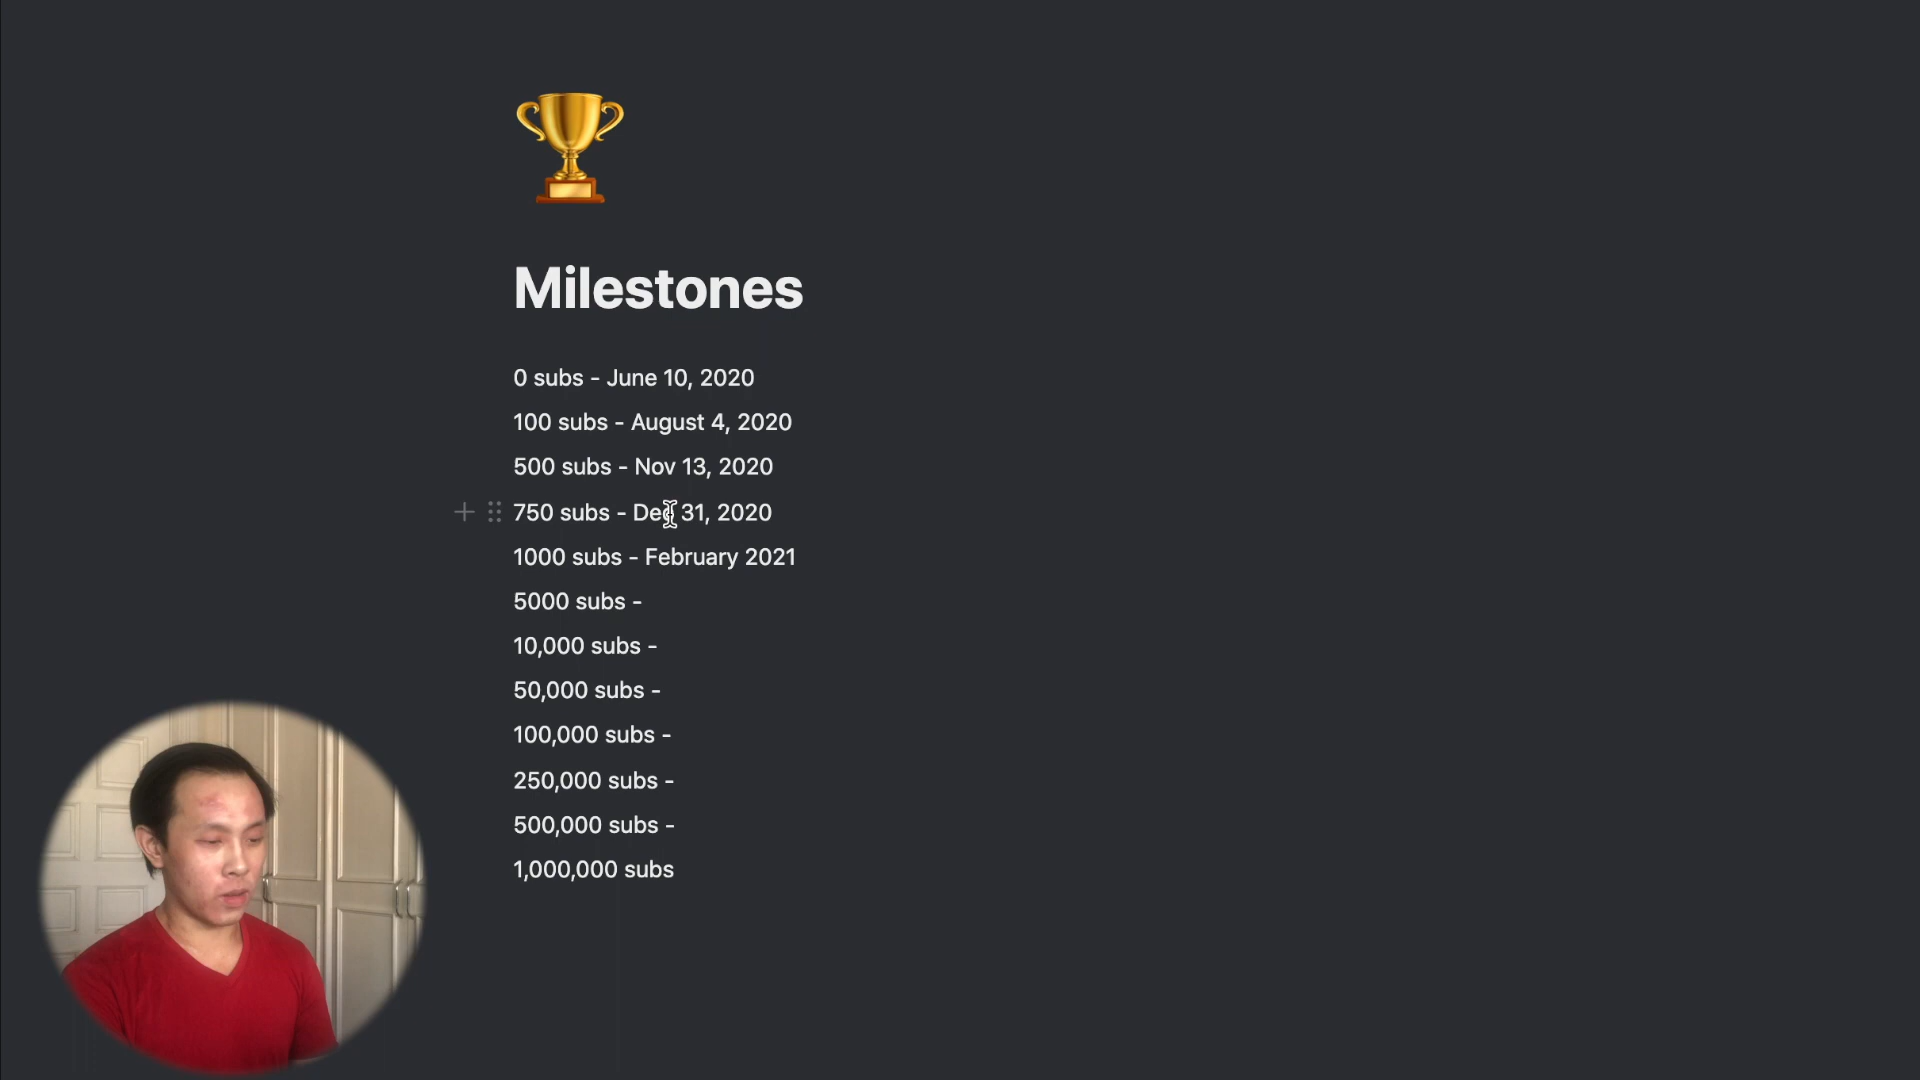 Milestones
0 subs - June 10, 2020
100 subs - August 4, 2020
500 subs - Nov 13, 2020
750 subs - Dec 31, 2020
1000 subs - February 2021
5000 subs -
10,000 subs -
50,000 subs -
100,000 subs -
250,000 subs -
500,000 subs -
1,000,000 subs